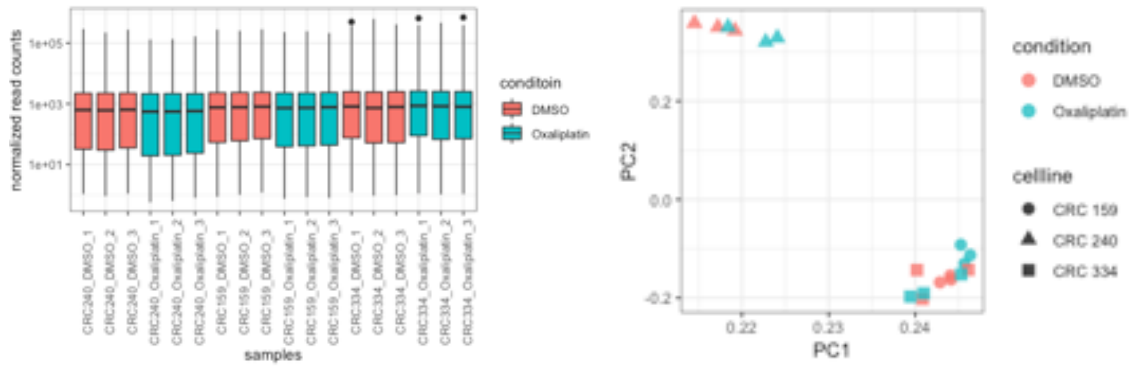 normalized read counts
1e+05
1e+03
1e+01
CRC240_DMSO_1
CRC240_DMSO_2
CRC240_DMSO_3
CRC240_Oxaliplatin_1
CRC240_Oxaliplatin_2
CRC240_Oxaliplatin_3
CRC159_DMSO_1
CRC159_DMSO_2
CRC159_DMSO_3
CRC159_Oxaliplatin_1
CRC159_Oxaliplatin_2
CRC159_Oxaliplatin_3
CRC334_DMSO_1
CRC334_DMSO_2
CRC334_DMSO_3
CRC334_Oxaliplatin_1
CRC334_Oxaliplatin_2
CRC334_Oxaliplatin_3
samples
conditoin
DMSO
Oxaliplatin
PC2
0.2
0.0
-0.2
0.22
0.23
0.24
PC1
condition
DMSO
Oxaliplatin
cellline
CRC 159
CRC 240
CRC 334